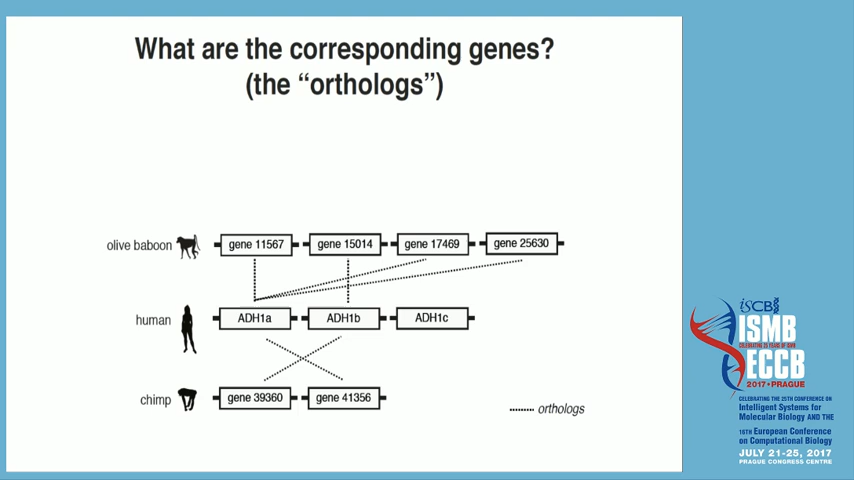 What are the corresponding genes?
(the “orthologs”)
olive baboon
gene 11567
gene 15014
gene 17469
gene 25630
human
ADH1a
ADH1b
ADH1c
chimp
gene 39360
gene 41356
orthologs
ISCB
ISMB
ECCB
2017 • PRAGUE
CELEBRATING THE 25TH CONFERENCE ON
Intelligent Systems for
Molecular Biology AND THE
16TH European Conference
on Computational Biology
JULY 21-25, 2017
PRAGUE CONGRESS CENTRE